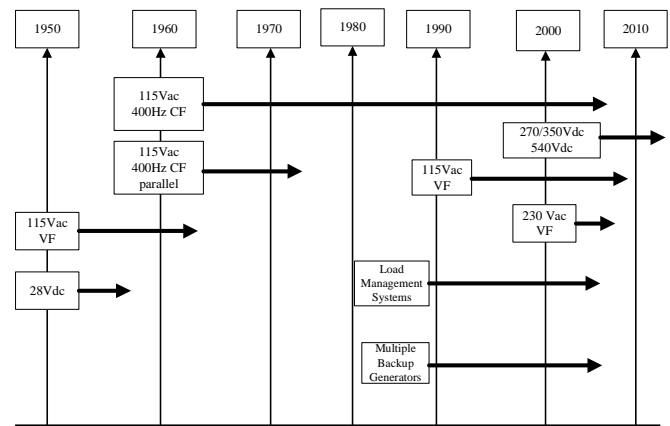 1950
1960
1970
1980
1990
2000
2010
115Vac
400Hz CF
270/350Vdc
540Vdc
115Vac
400Hz CF
parallel
115Vac
VF
115Vac
VF
230 Vac
VF
28Vdc
Load
Management
Systems
Multiple
Backup
Generators